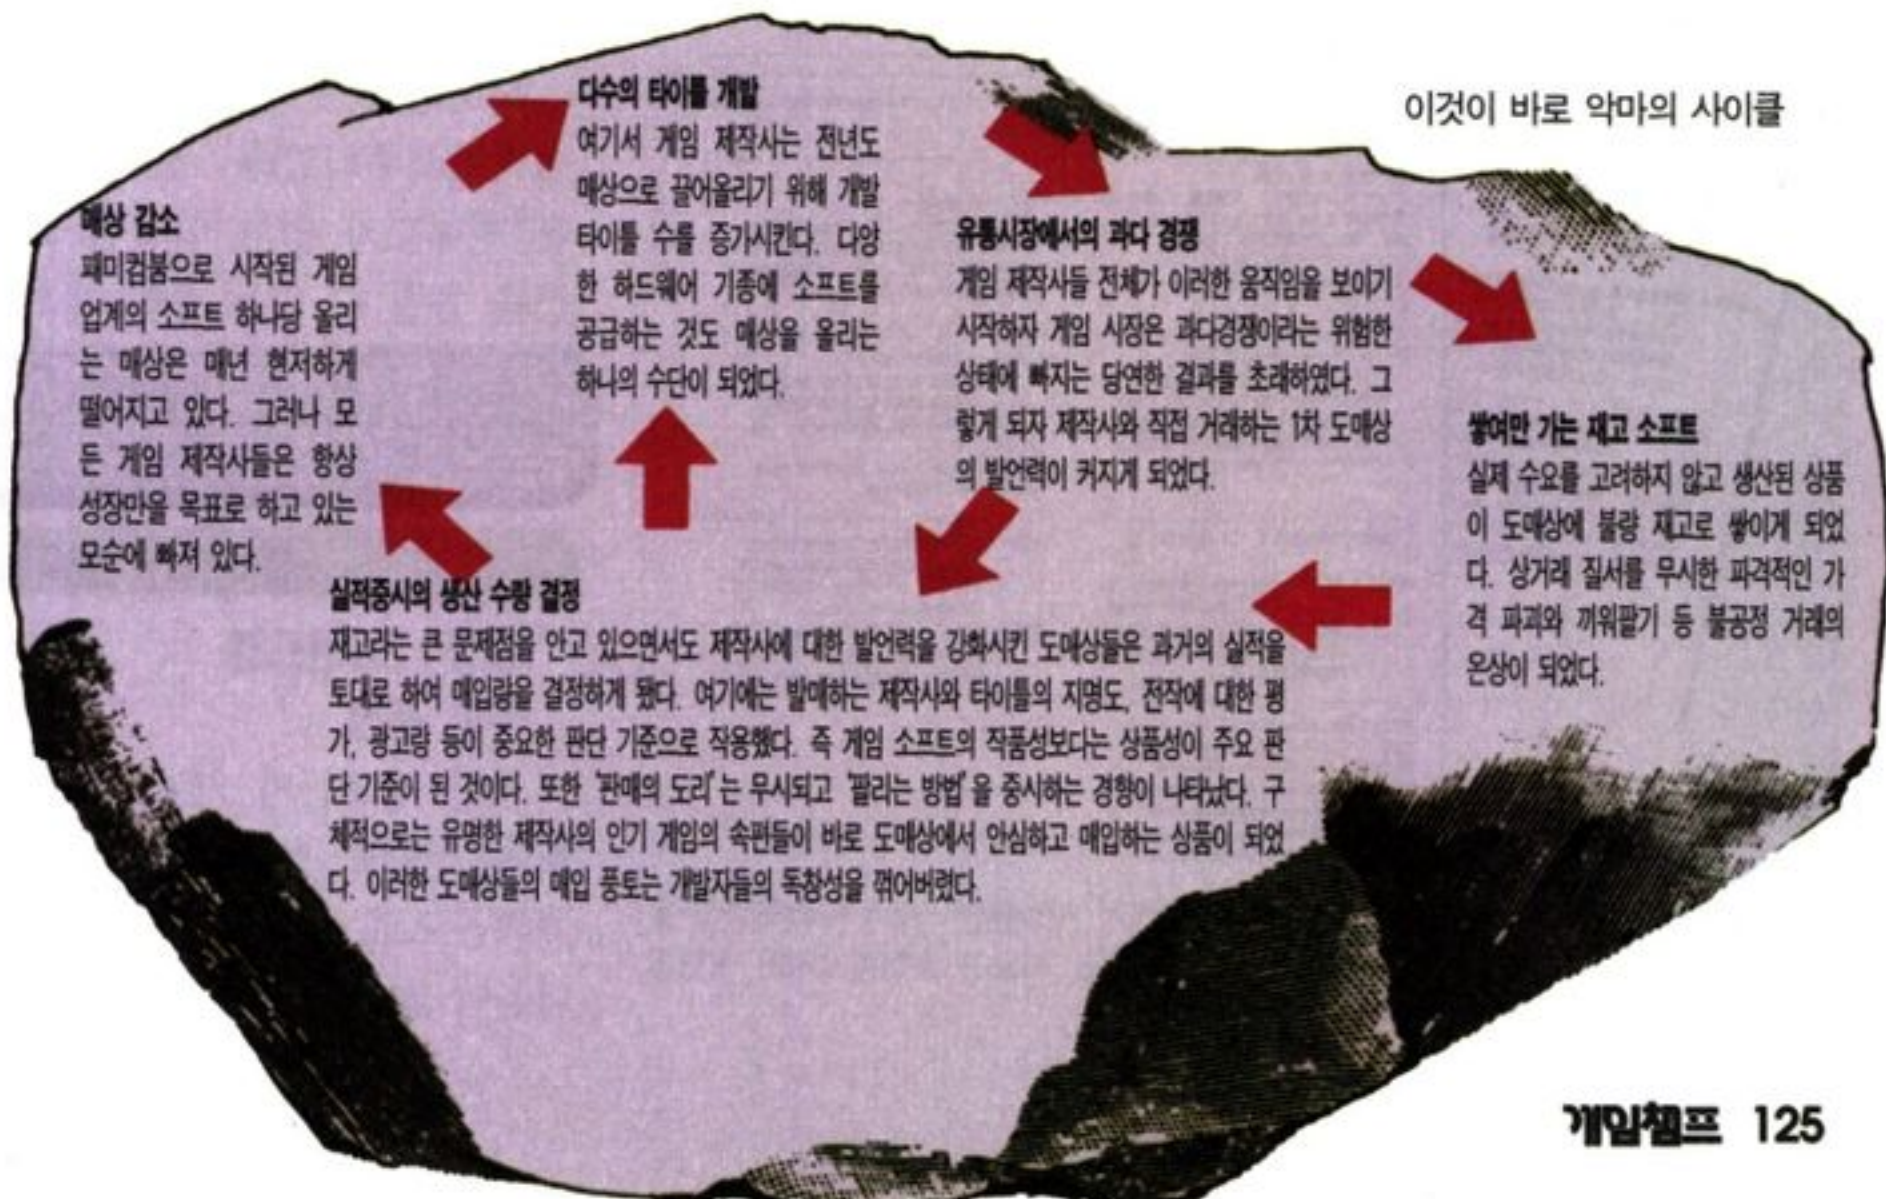 이것이 바로 악마의 사이클
매상 감소
패미컴붐으로 시작된 게임
업계의 소프트 하나당 올리
는 매상은 매년 현저하게
떨어지고 있다. 그러나 모
든 게임 제작사들은 항상
성장만을 목표로 하고 있는
모순에 빠져 있다.
다수의 타이틀 개발
여기서 게임 제작사는 전년도
매상으로 끌어올리기 위해 개발
타이틀 수를 증가시킨다. 다양
한 하드웨어 기종에 소프트를
공급하는 것도 매상을 올리는
하나의 수단이 되었다.
유통시장에서의 과다 경쟁
게임 제작사들 전체가 이러한 움직임을 보이기
시작하자 게임 시장은 과다경쟁이라는 위험한
상태에 빠지는 당연한 결과를 초래하였다. 그
렇게 되자 제작사와 직접 거래하는 1차 도매상
의 발언력이 커지게 되었다.
쌓여만 가는 재고 소프트
실제 수요를 고려하지 않고 생산된 상품
이 도매상에 불량 재고로 쌓이게 되었
다. 상거래 질서를 무시한 파격적인 가
격 파괴와 끼워팔기 등 불공정 거래의
온상이 되었다.
실적중시의 생산 수량 결정
재고라는 큰 문제점을 안고 있으면서도 제작사에 대한 발언력을 강화시킨 도매상들은 과거의 실적을
토대로 하여 매입량을 결정하게 됐다. 여기에는 발매하는 제작사와 타이틀의 지명도, 전작에 대한 평
가, 광고량 등이 중요한 판단 기준으로 작용했다. 즉 게임 소프트의 작품성보다는 상품성이 주요 판
단 기준이 된 것이다. 또한 '판매의 도리'는 무시되고 '팔리는 방법'을 중시하는 경향이 나타났다. 구
체적으로는 유명한 제작사의 인기 게임의 속편들이 바로 도매상에서 안심하고 매입하는 상품이 되었
다. 이러한 도매상들의 매입 풍토는 개발자들의 독창성을 꺾어버렸다.
게임챔프 125